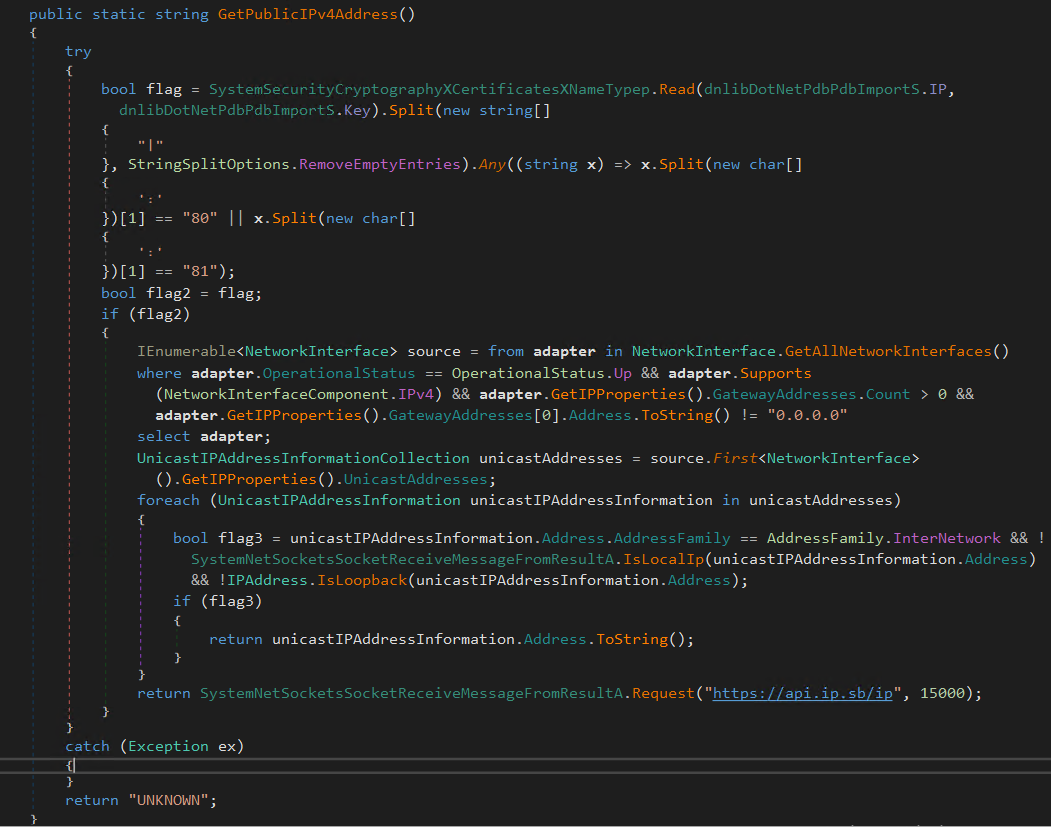 public static string GetPublicIPv4Address()
{
try
{
bool flag = SystemSecurityCryptographyXCertificatesXNameTypep.Read(dnlibDotNetPdbPdbImportS.IP,
dnlibDotNetPdbPdbImportS.Key).Split(new string[]
{
"|"
}, StringSplitOptions.RemoveEmptyEntries).Any((string x) => x.Split(new char[]
{
':'
})[1] == "80" || x.Split(new char[]
{
':'
})[1] == "81");
bool flag2 = flag;
if (flag2)
{
IEnumerable<NetworkInterface> source = from adapter in NetworkInterface.GetAllNetworkInterfaces()
where adapter.OperationalStatus == OperationalStatus.Up && adapter.Supports
(NetworkInterfaceComponent.IPv4) && adapter.GetIPProperties().GatewayAddresses.Count > 0 &&
adapter.GetIPProperties().GatewayAddresses[0].Address.ToString() != "0.0.0.0"
select adapter;
UnicastIPAddressInformationCollection unicastAddresses = source.First<NetworkInterface>
().GetIPProperties().UnicastAddresses;
foreach (UnicastIPAddressInformation unicastIPAddressInformation in unicastAddresses)
{
bool flag3 = unicastIPAddressInformation.Address.AddressFamily == AddressFamily.InterNetwork && !
SystemNetSocketsSocketReceiveMessageFromResultA.IsLocalIp(unicastIPAddressInformation.Address)
&& !IPAddress.IsLoopback(unicastIPAddressInformation.Address);
if (flag3)
{
return unicastIPAddressInformation.Address.ToString();
}
}
return SystemNetSocketsSocketReceiveMessageFromResultA.Request("https://api.ip.sb/ip", 15000);
}
}
catch (Exception ex)
{
}
return "UNKNOWN";
}